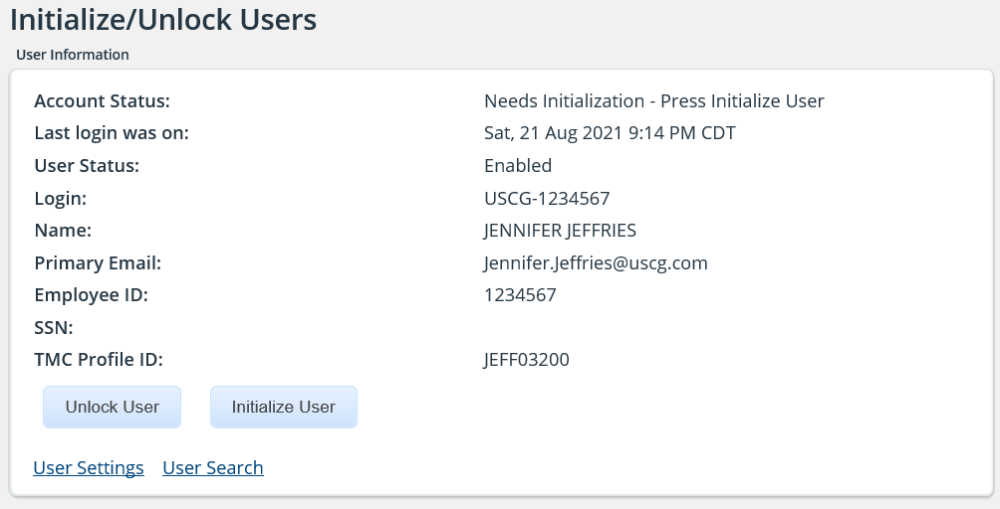 Initialize/Unlock Users
User Information
Account Status: Needs Initialization - Press Initialize User
Last login was on: Sat, 21 Aug 2021 9:14 PM CDT
User Status: Enabled
Login: USCG-1234567
Name: JENNIFER JEFFRIES
Primary Email: Jennifer.Jeffries@uscg.com
Employee ID: 1234567
SSN:
TMC Profile ID: JEFF03200
Unlock User Initialize User
User Settings User Search